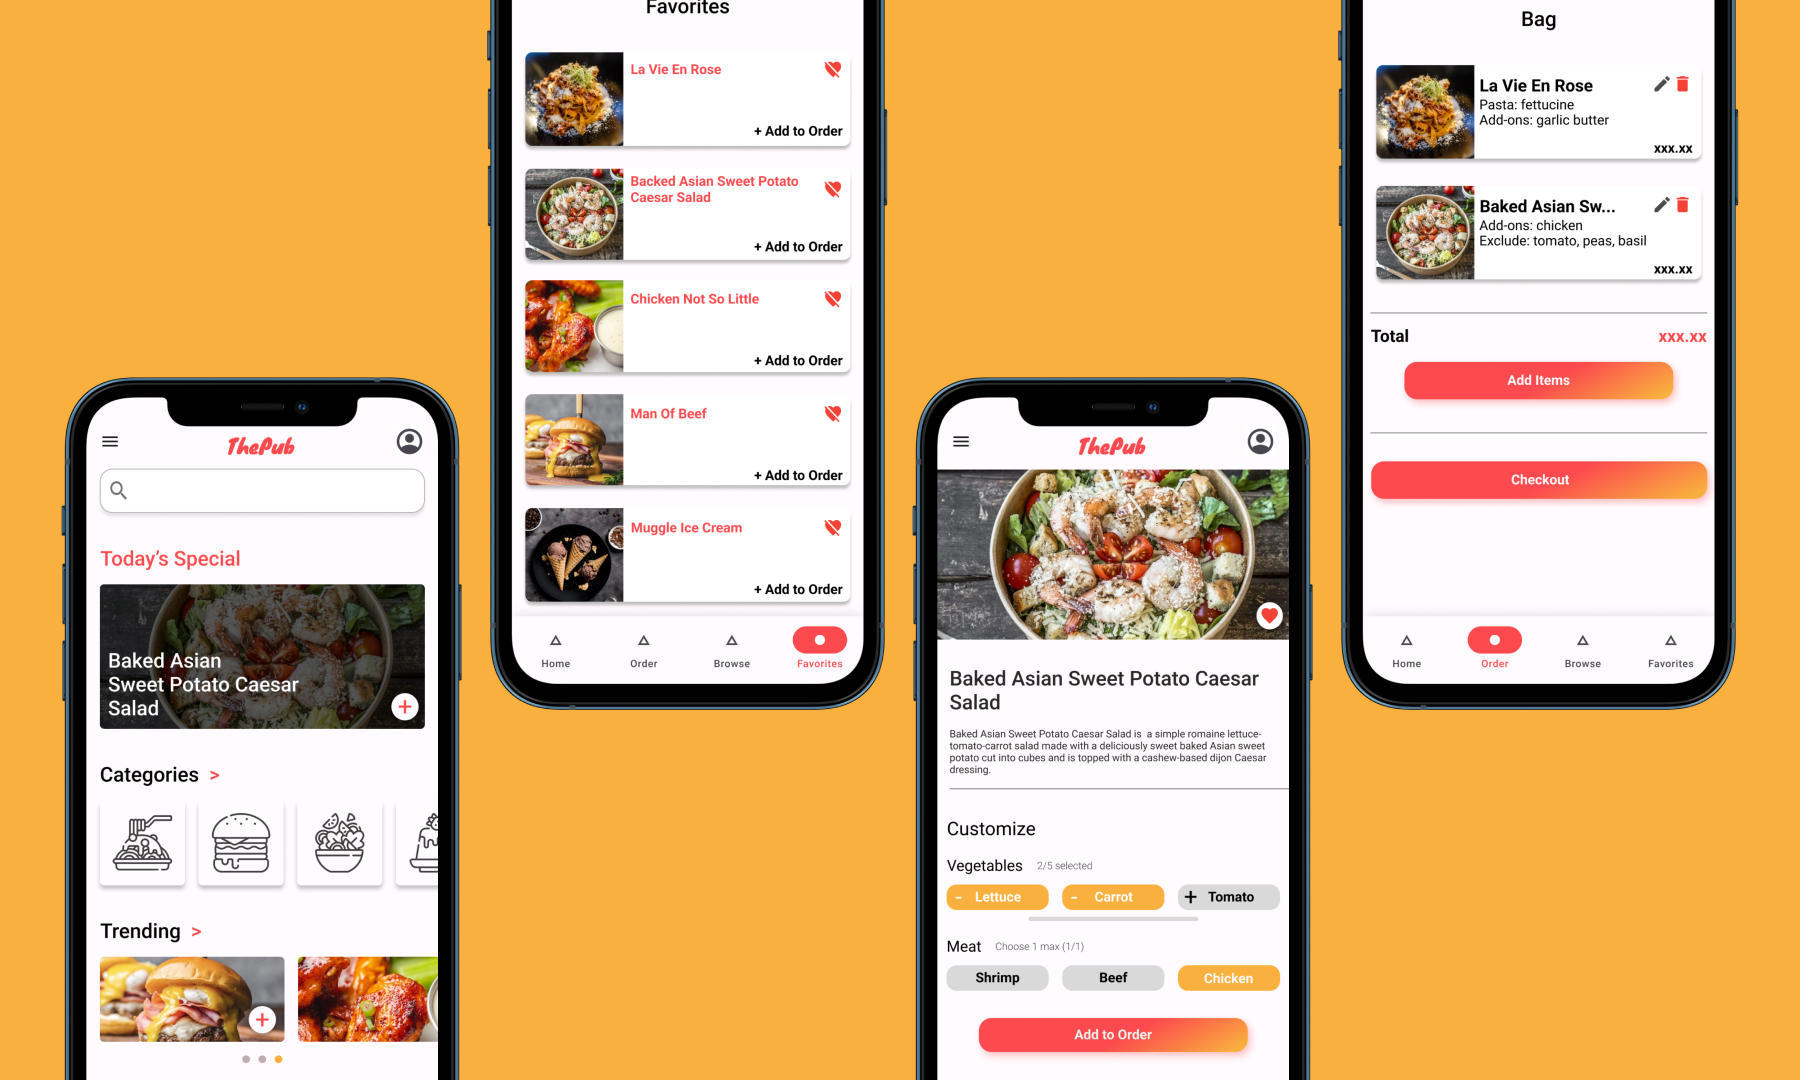 ThePub
Today’s Special
Baked Asian
Sweet Potato Caesar
Salad
+
Categories >
Trending >
+
Favorites
La Vie En Rose
+ Add to Order
Backed Asian Sweet Potato
Caesar Salad
+ Add to Order
Chicken Not So Little
+ Add to Order
Man Of Beef
+ Add to Order
Muggle Ice Cream
+ Add to Order
Home Order Browse Favorites
ThePub
Baked Asian Sweet Potato Caesar
Salad
Baked Asian Sweet Potato Caesar Salad is a simple romaine lettuce-
tomato-carrot salad made with a deliciously sweet baked Asian sweet
potato cut into cubes and is topped with a cashew-based dijon Caesar
dressing.
Customize
Vegetables 2/5 selected
- Lettuce - Carrot + Tomato
Meat Choose 1 max (1/1)
Shrimp Beef Chicken
Add to Order
Bag
La Vie En Rose
Pasta: fettucine
Add-ons: garlic butter
xxx.xx
Baked Asian Sw...
Add-ons: chicken
Exclude: tomato, peas, basil
xxx.xx
Total xxx.xx
Add Items
Checkout
Home Order Browse Favorites